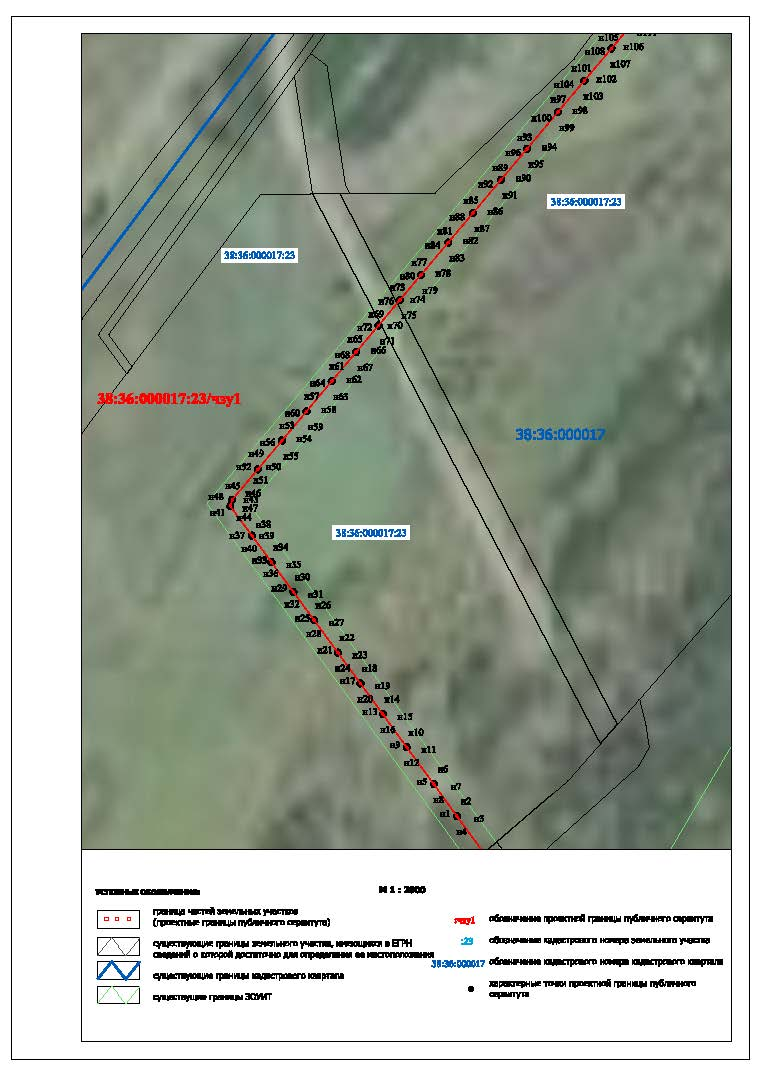 н105
н106
н108
н107
н101
н102
н104
н103
н97
н98
н100
н99
н93
н94
н96
н95
н89
н90
н92
н91
38:36:000017:23
н85
н86
н88
н87
н81
н82
н84
н83
38:36:000017:23
н77
н78
н80
н79
н73
н74
н76
н75
н69
н70
н72
н71
н65
н66
н68
н67
н61
н62
н64
н63
38:36:000017:23/чзу1
н57
н58
н60
н59
38:36:000017
н53
н54
н56
н55
н49
н50
н52
н51
н45
н46
н48
н43
н47
н41
н44
н38
н37
н39
38:36:000017:23
н40
н34
н33
н35
н36
н30
н29
н31
н32
н26
н25
н27
н28
н22
н21
н23
н24
н18
н17
н19
н20
н14
н13
н15
н16
н10
н9
н11
н12
н6
н5
н7
н8
н2
н1
н3
н4
Условные обозначения:
М 1 : 2000
граница частей земельных участков
(проектные границы публичного сервитута)
существующие границы земельного участка, имеющиеся в ЕГРН
сведений о которой достаточно для определения ее местоположения
существующие границы кадастрового квартала
существущие границы ЗОУИТ
:чзу1 обозначение проектной границы публичного сервитута
:23 обозначение кадастрового номера земельного участка
38:36:000017 обозначение кадастрового номера кадастрового квартала
характерные точки проектной границы публичного
сервитута